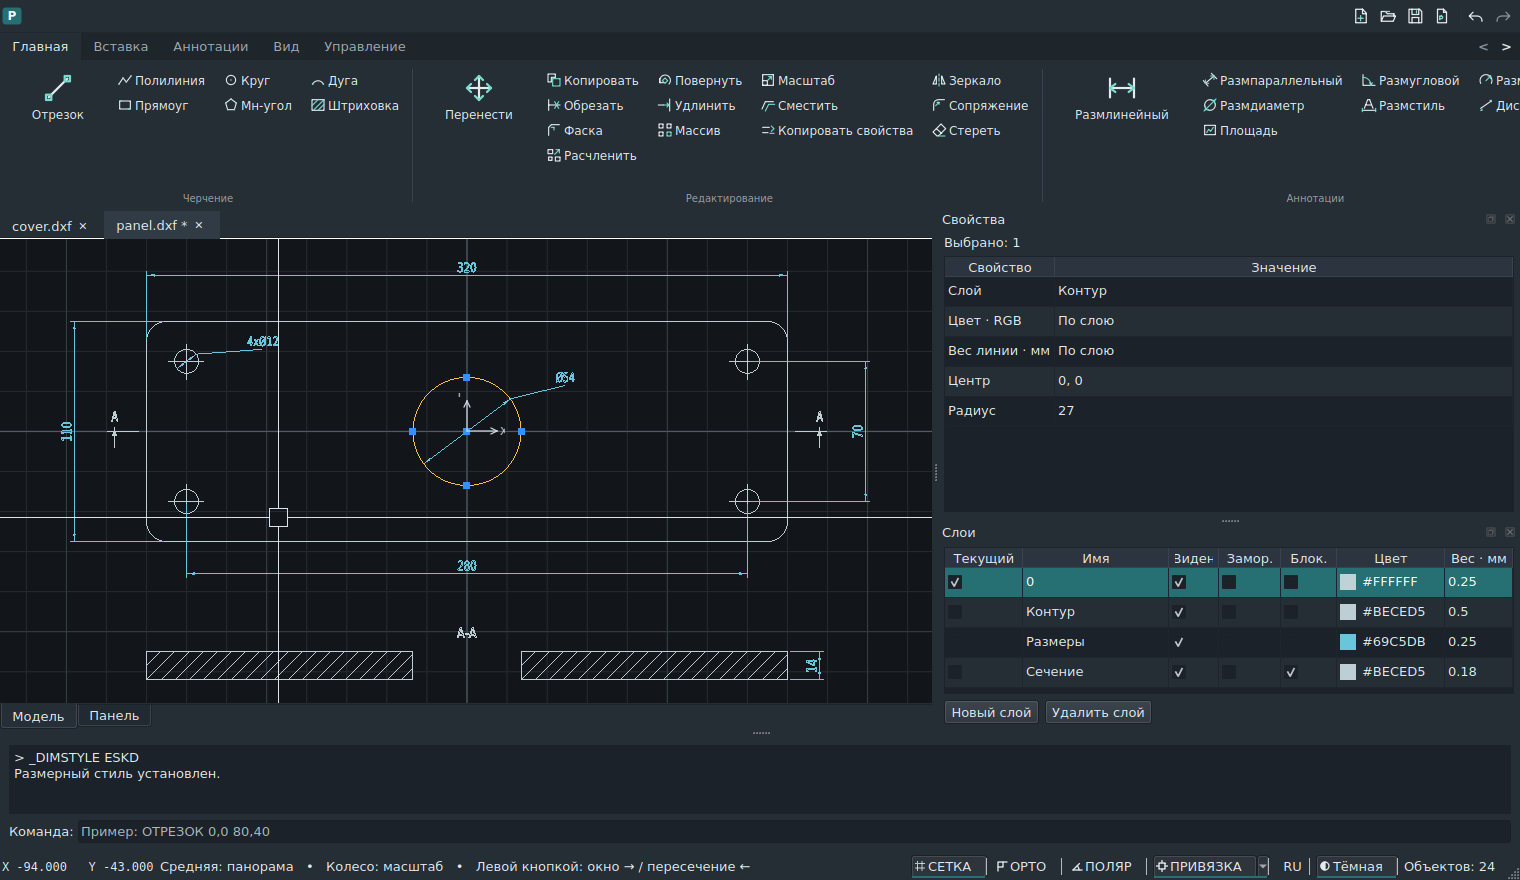 P
Главная Вставка Аннотации Вид Управление < >
Отрезок
Полилиния Круг Дуга
Прямоуг Мн-угол Штриховка
Черчение
Перенести
Копировать Повернуть Масштаб Зеркало
Обрезать Удлинить Сместить Сопряжение
Фаска Массив Копировать свойства Стереть
Расчленить
Редактирование
Размлинейный
Размпараллельный Размугловой Раз
Размдиаметр Размстиль Дис
Площадь
Аннотации
cover.dxf × panel.dxf * ×
320
4xØ12
Ø54
A A
110
70
X
280
A-A
14
Модель Панель
Свойства
Выбрано: 1
Свойство Значение
Слой Контур
Цвет · RGB По слою
Вес линии · мм По слою
Центр 0, 0
Радиус 27
Слои
Текущий Имя Виден Замор. Блок. Цвет Вес · мм
0 #FFFFFF 0.25
Контур #BECED5 0.5
Размеры #69C5DB 0.25
Сечение #BECED5 0.18
Новый слой Удалить слой
> _DIMSTYLE ESKD
Размерный стиль установлен.
Команда: Пример: ОТРЕЗОК 0,0 80,40
X -94.000 Y -43.000 Средняя: панорама • Колесо: масштаб • Левой кнопкой: окно → / пересечение ← СЕТКА ОРТО ПОЛЯР ПРИВЯЗКА RU Тёмная Объектов: 24